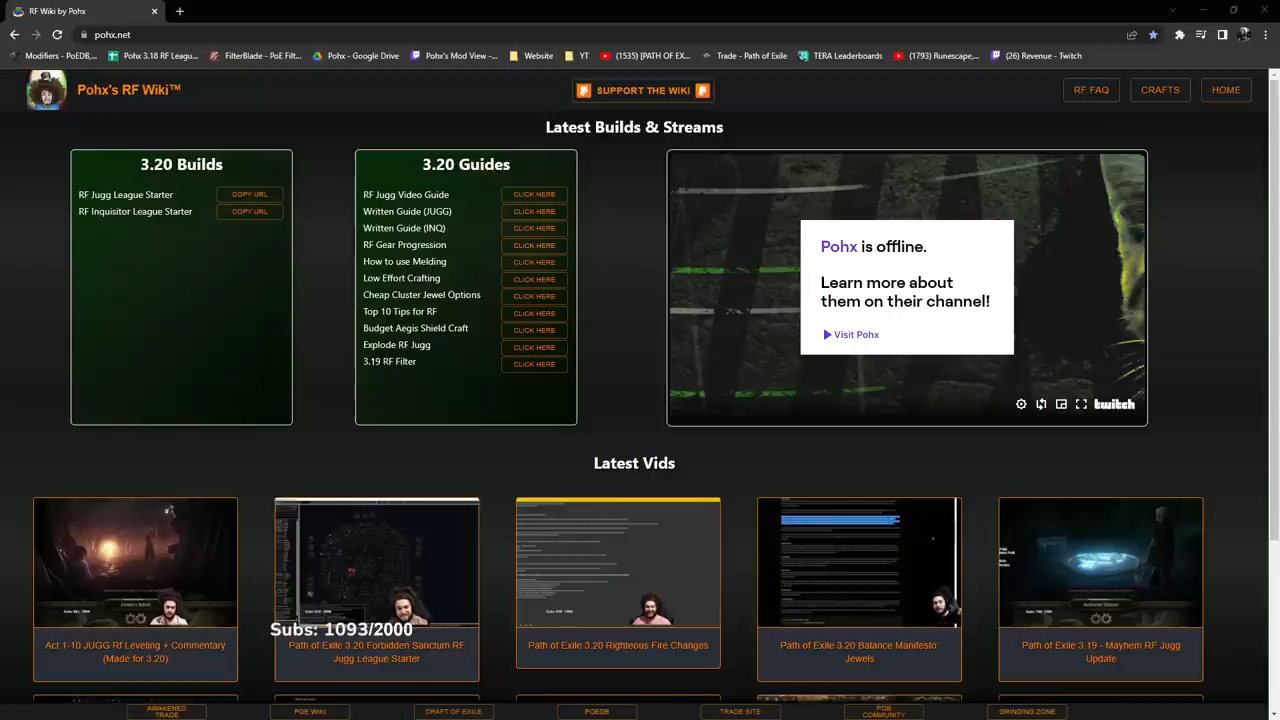 RF Wiki by Pohx
pohx.net
Modifiers - PoEDB,...
Pohx 3.18 RF Leagu...
FilterBlade - PoE Filt...
Pohx - Google Drive
Pohx's Mod View -...
Website
YT
(1535) [PATH OF EX...
Trade - Path of Exile
TERA Leaderboards
(1793) Runescape,...
(26) Revenue - Twitch
Pohx's RF Wiki™
SUPPORT THE WIKI
RF FAQ
CRAFTS
HOME
Latest Builds & Streams
3.20 Builds
RF Jugg League Starter COPY URL
RF Inquisitor League Starter COPY URL
3.20 Guides
RF Jugg Video Guide CLICK HERE
Written Guide (JUGG) CLICK HERE
Written Guide (INQ) CLICK HERE
RF Gear Progression CLICK HERE
How to use Melding CLICK HERE
Low Effort Crafting CLICK HERE
Cheap Cluster Jewel Options CLICK HERE
Top 10 Tips for RF CLICK HERE
Budget Aegis Shield Craft CLICK HERE
Explode RF Jugg CLICK HERE
3.19 RF Filter CLICK HERE
Pohx is offline.
Learn more about
them on their channel!
Visit Pohx
twitch
Latest Vids
Subs: 1093/2000
Act 1-10 JUGG Rf Leveling + Commentary
(Made for 3.20)
Path of Exile 3.20 Forbidden Sanctum RF
Jugg League Starter
Path of Exile 3.20 Righteous Fire Changes
Path of Exile 3.20 Balance Manifesto:
Jewels
Path of Exile 3.19 - Mayhem RF Jugg
Update
AWAKENED
TRADE
POE WIKI
CRAFT OF EXILE
POEDB
TRADE SITE
POB
COMMUNITY
GRINDING ZONE